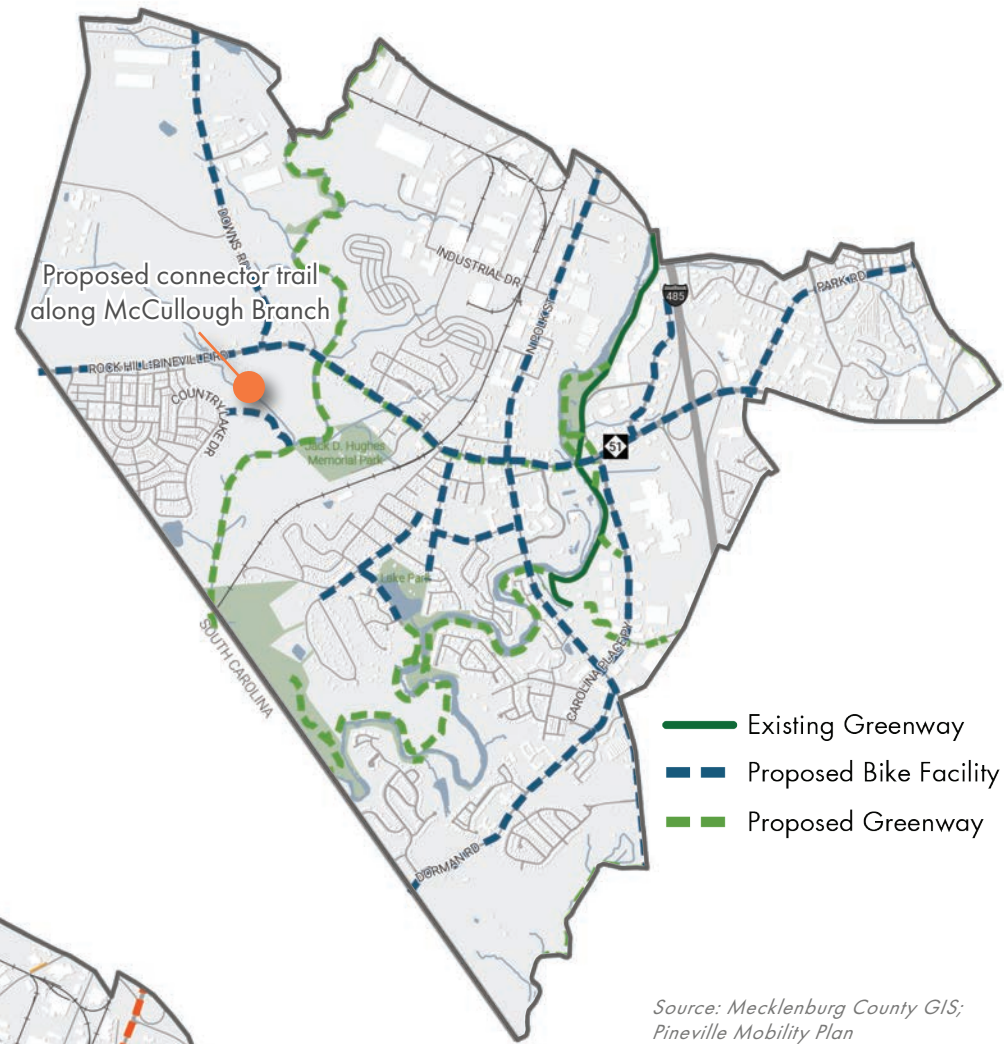 DOWNS RD
INDUSTRIAL DR
Proposed connector trail
along McCullough Branch
485
PARK RD
N POLK ST
ROCK HILL-PINEVILLE RD
COUNTRY LAKE DR
51
Jack D. Hughes
Memorial Park
Lake Park
SOUTH CAROLINA
CAROLINA PLACE PY
DORMAN RD
Existing Greenway
Proposed Bike Facility
Proposed Greenway
Source: Mecklenburg County GIS;
Pineville Mobility Plan